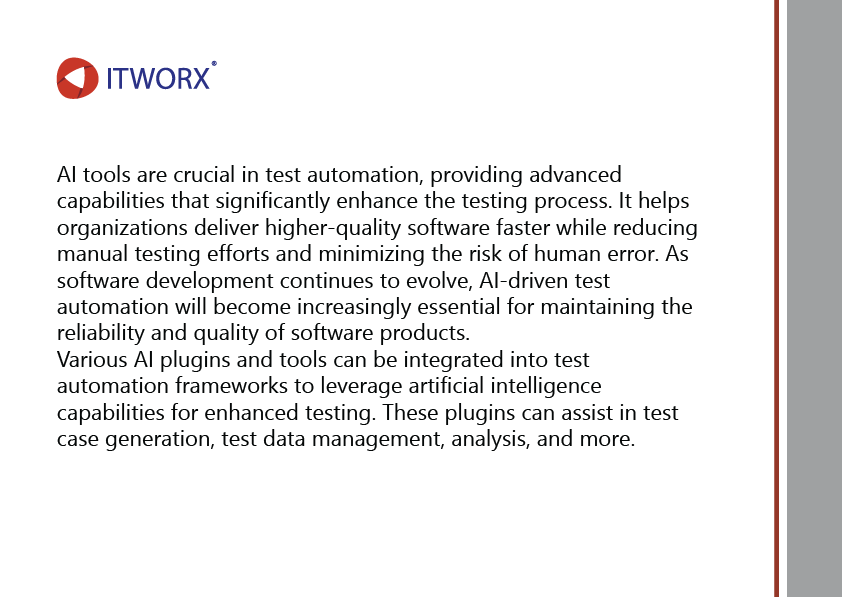 ITWORX®
AI tools are crucial in test automation, providing advanced
capabilities that significantly enhance the testing process. It helps
organizations deliver higher-quality software faster while reducing
manual testing efforts and minimizing the risk of human error. As
software development continues to evolve, AI-driven test
automation will become increasingly essential for maintaining the
reliability and quality of software products.
Various AI plugins and tools can be integrated into test
automation frameworks to leverage artificial intelligence
capabilities for enhanced testing. These plugins can assist in test
case generation, test data management, analysis, and more.